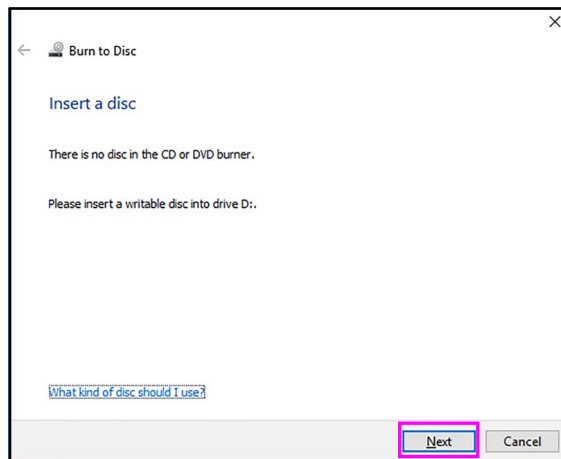 Burn to Disc
Insert a disc
There is no disc in the CD or DVD burner.
Please insert a writable disc into drive D:.
What kind of disc should I use?
Next
Cancel